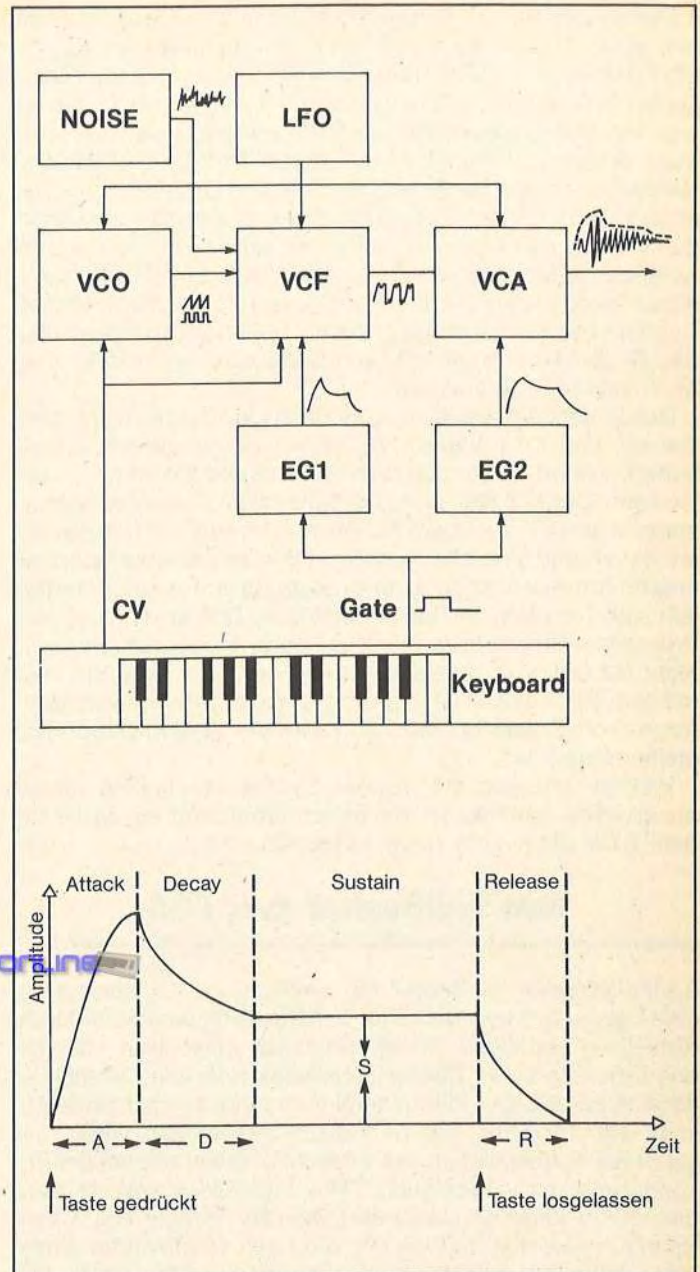 NOISE
LFO
VCO
VCF
VCA
EG1
EG2
CV
Gate
Keyboard
Attack
Decay
Sustain
Release
Amplitude
online
S
A
D
R
Zeit
Taste gedrückt
Taste losgelassen